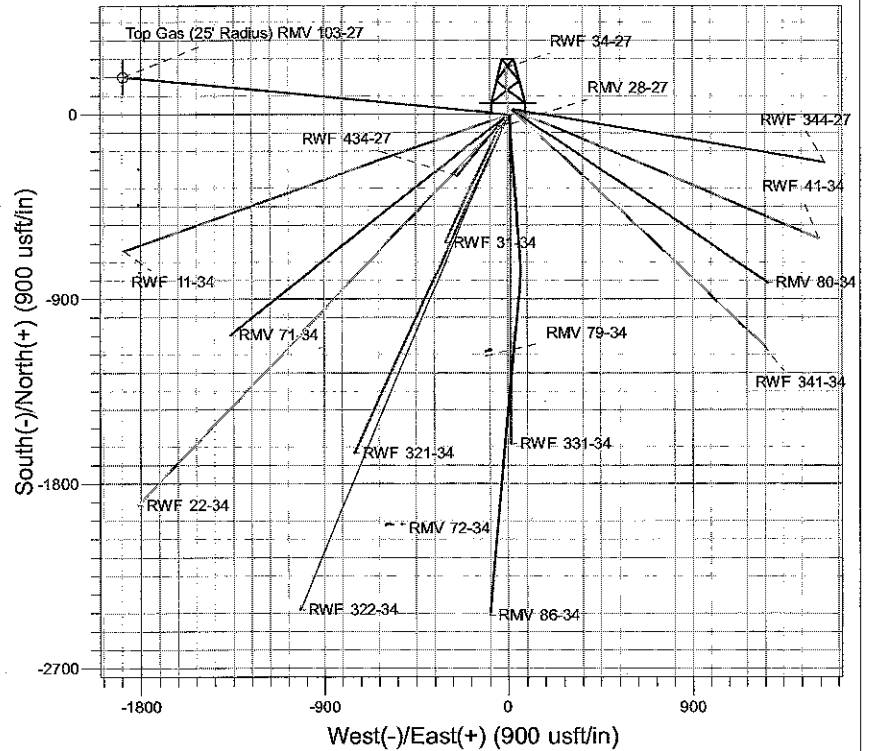 Top Gas (25' Radius) RMV 103-27
RWF 34-27
RMV 28-27
RWF 344-27
RWF 434-27
RWF 41-34
RWF 31-34
RWF 11-34
RMV 80-34
RMV 71-34
RMV 79-34
RWF 341-34
RWF 321-34
RWF 331-34
RWF 22-34
RMV 72-34
RWF 322-34
RMV 86-34
0
-900
-1800
-2700
South(-)/North(+) (900 usft/in)
-1800
-900
0
900
West(-)/East(+) (900 usft/in)